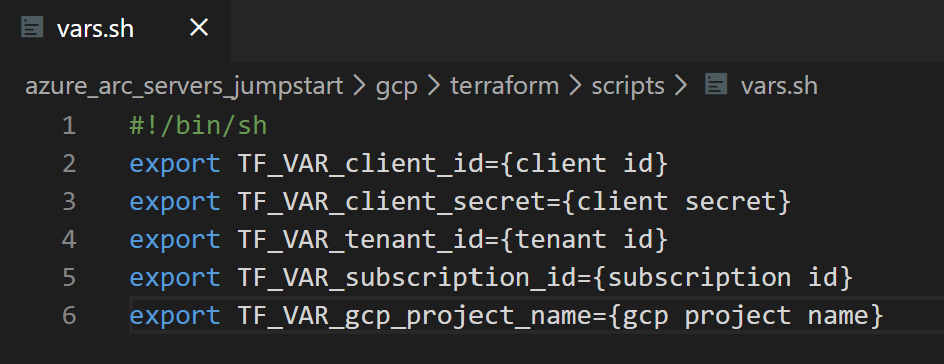 vars.sh
azure_arc_servers_jumpstart > gcp > terraform > scripts > vars.sh
1 #!/bin/sh
2 export TF_VAR_client_id={client id}
3 export TF_VAR_client_secret={client secret}
4 export TF_VAR_tenant_id={tenant id}
5 export TF_VAR_subscription_id={subscription id}
6 export TF_VAR_gcp_project_name={gcp project name}